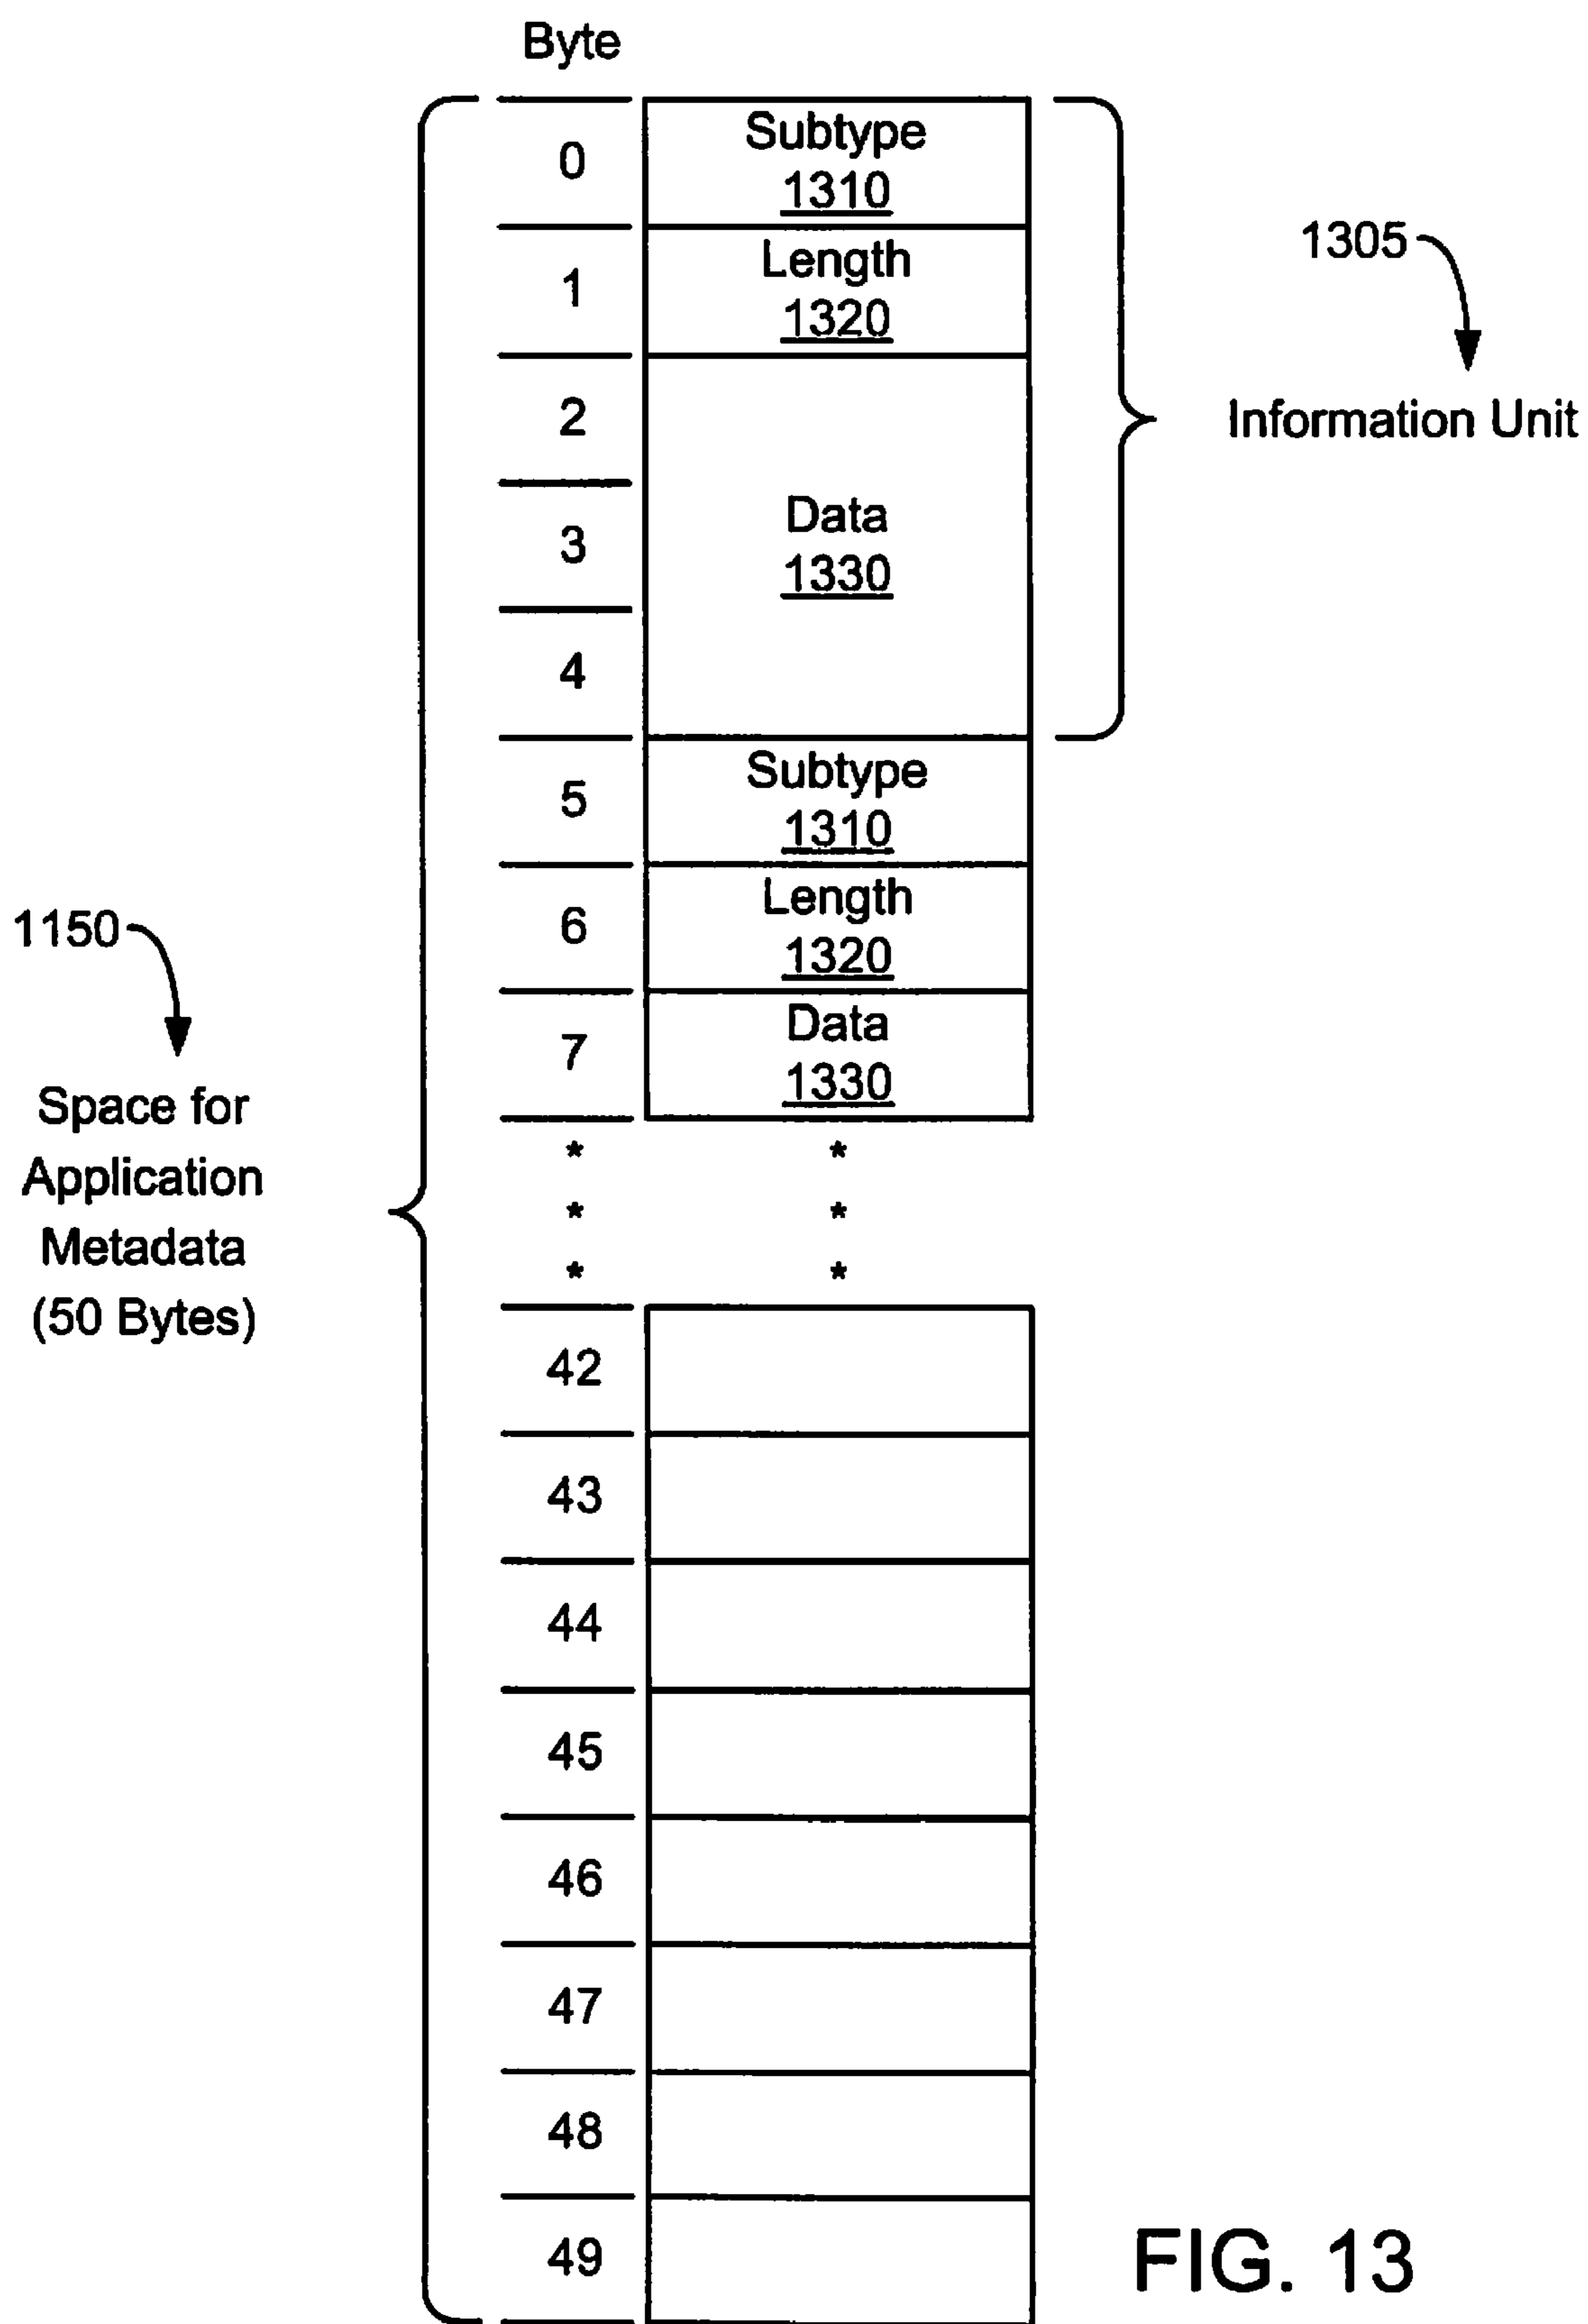 Byte
0
Subtype
1310
1
Length
1320
2
3
4
Data
1330
1305
Information Unit
5
Subtype
1310
6
Length
1320
7
Data
1330
* *
* *
* *
1150
Space for
Application
Metadata
(50 Bytes)
42
43
44
45
46
47
48
49
FIG. 13